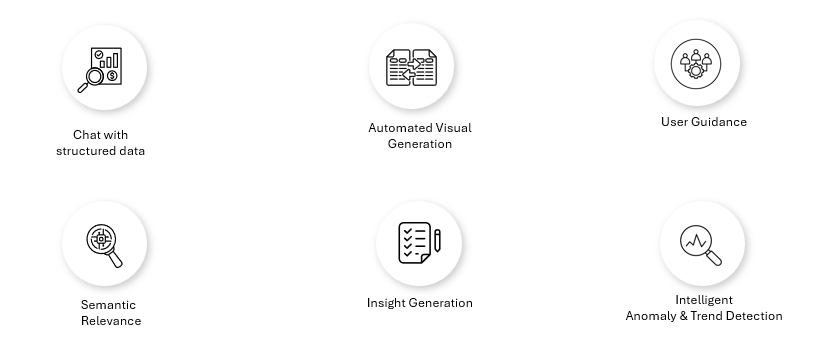 Chat with
structured data
Automated Visual
Generation
User Guidance
Semantic
Relevance
Insight Generation
Intelligent
Anomaly & Trend Detection